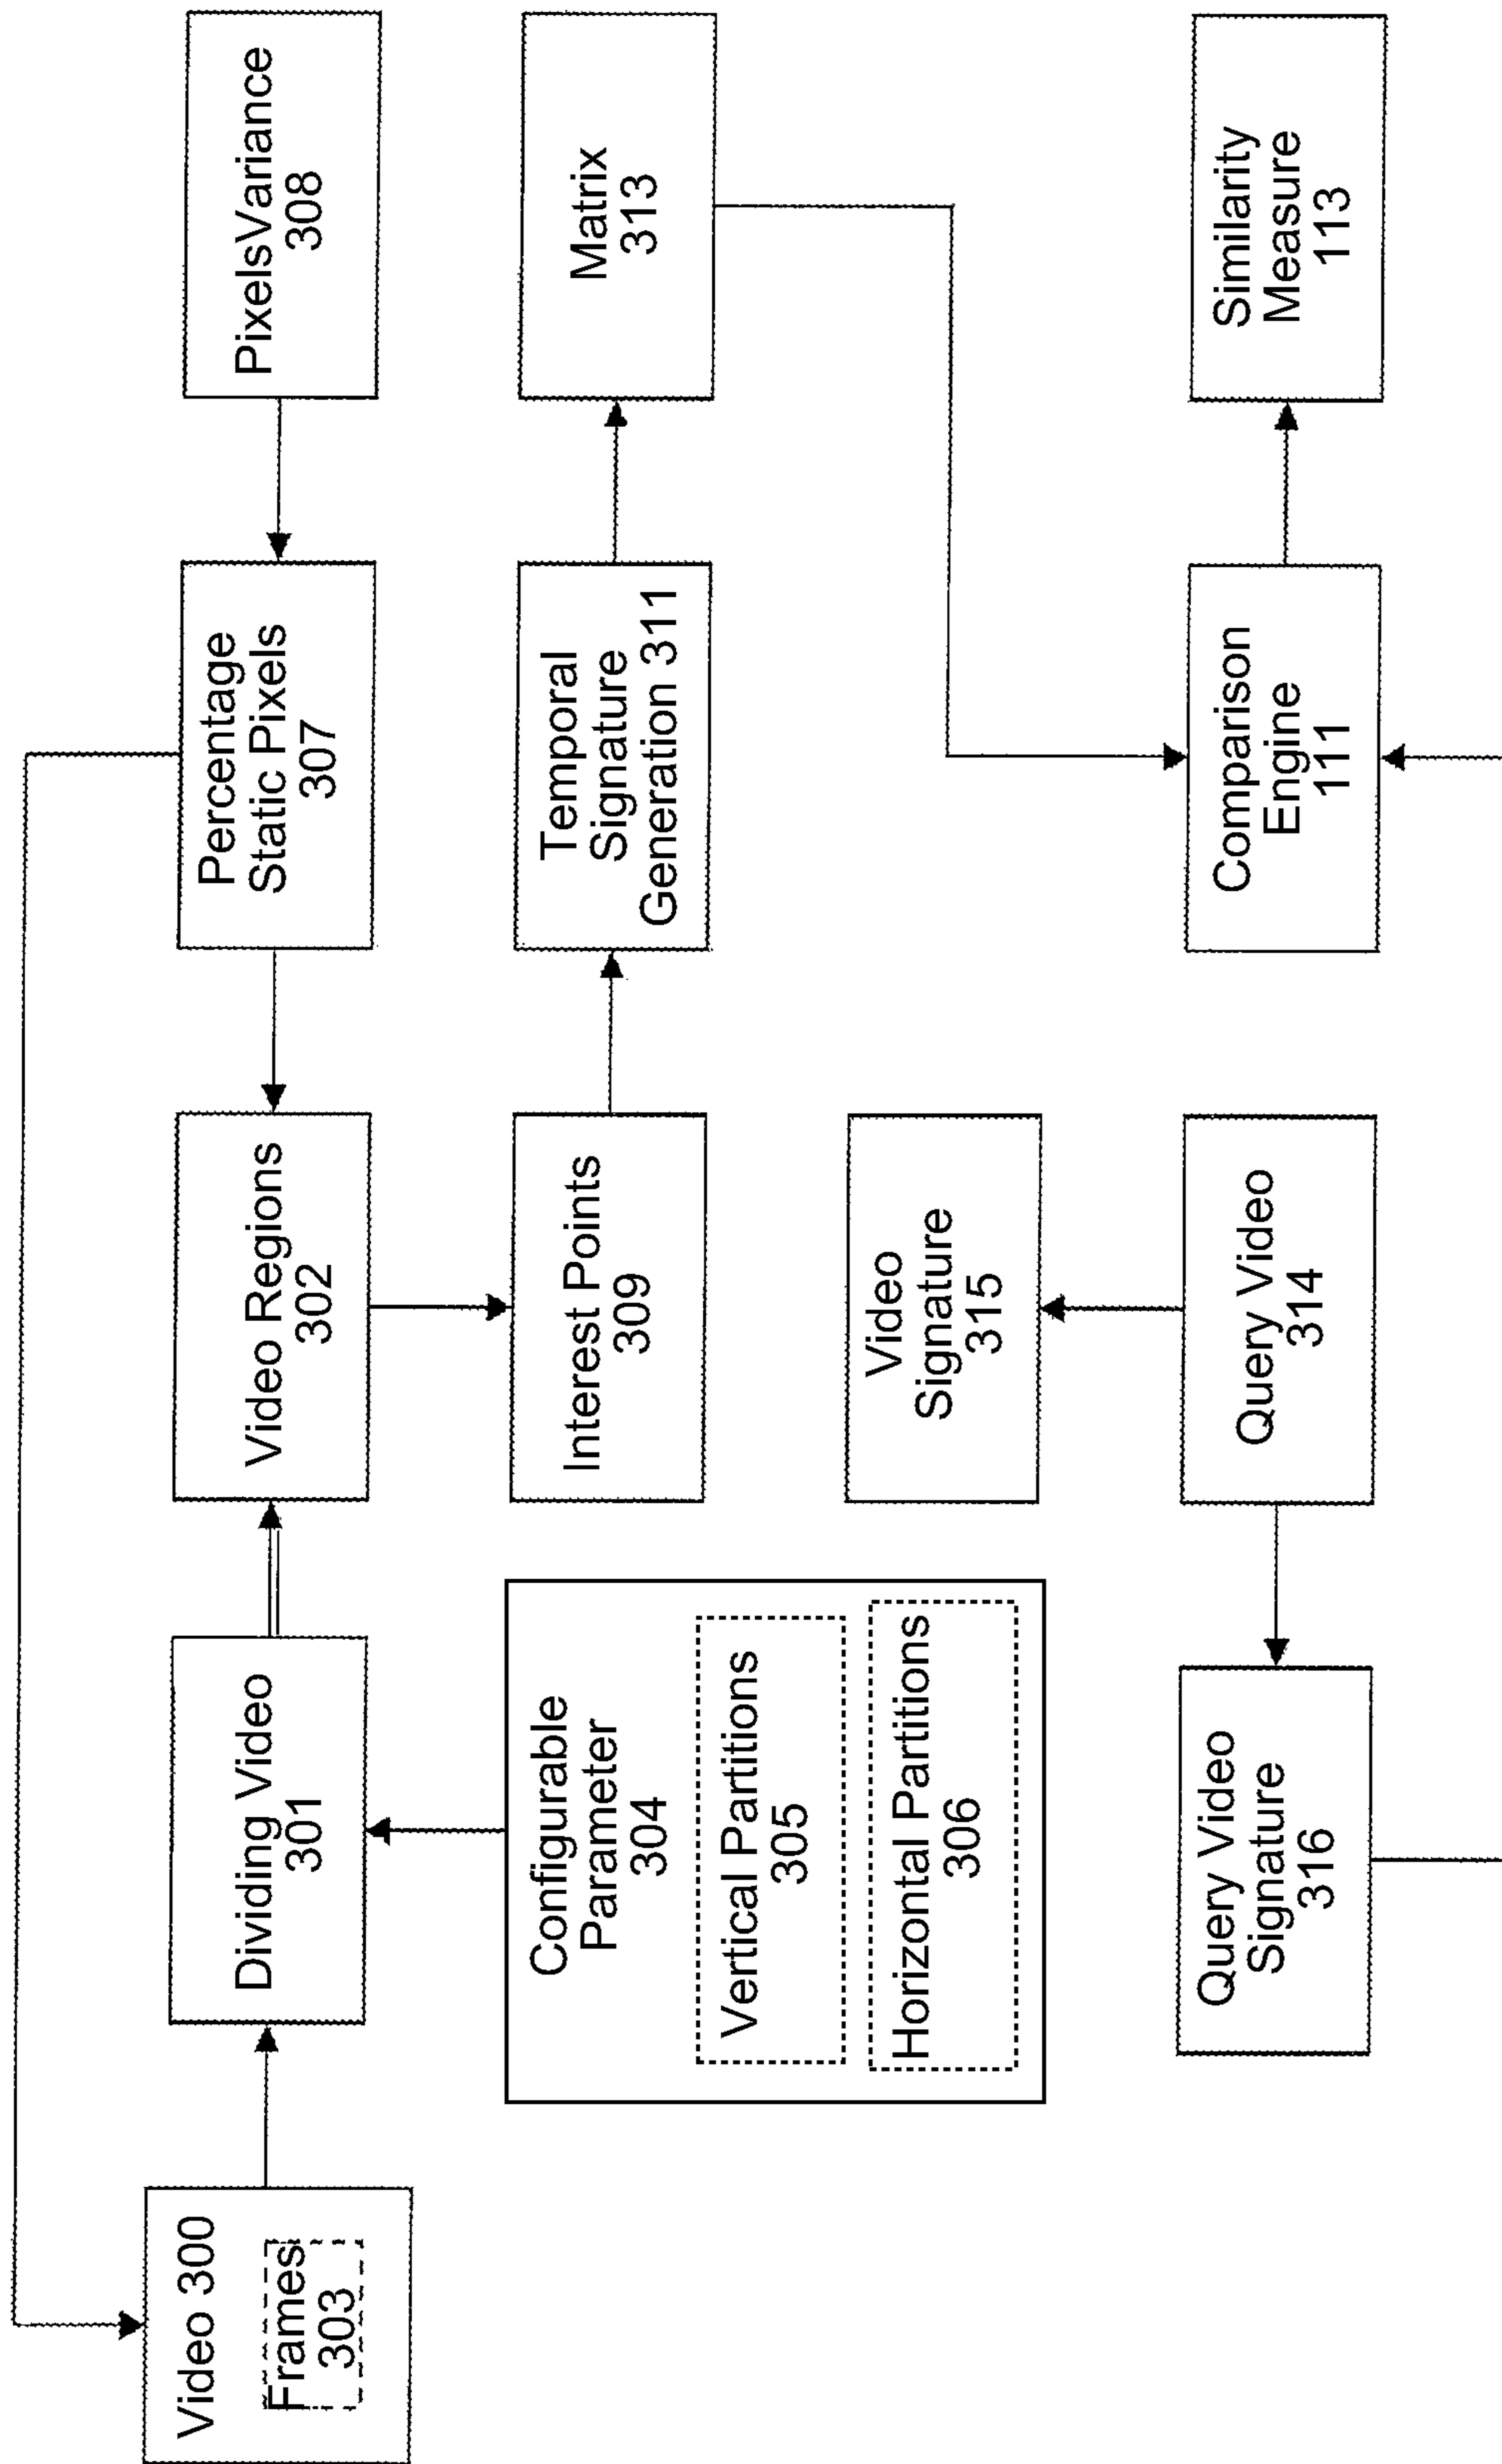 Video 300
Frames
303
Dividing Video
301
Video Regions
302
Percentage
Static Pixels
307
PixelsVariance
308
Configurable
Parameter
304
Vertical Partitions
305
Horizontal Partitions
306
Interest Points
309
Temporal
Signature
Generation 311
Matrix
313
Video
Signature
315
Query Video
Signature
316
Query Video
314
Comparison
Engine
111
Similarity
Measure
113